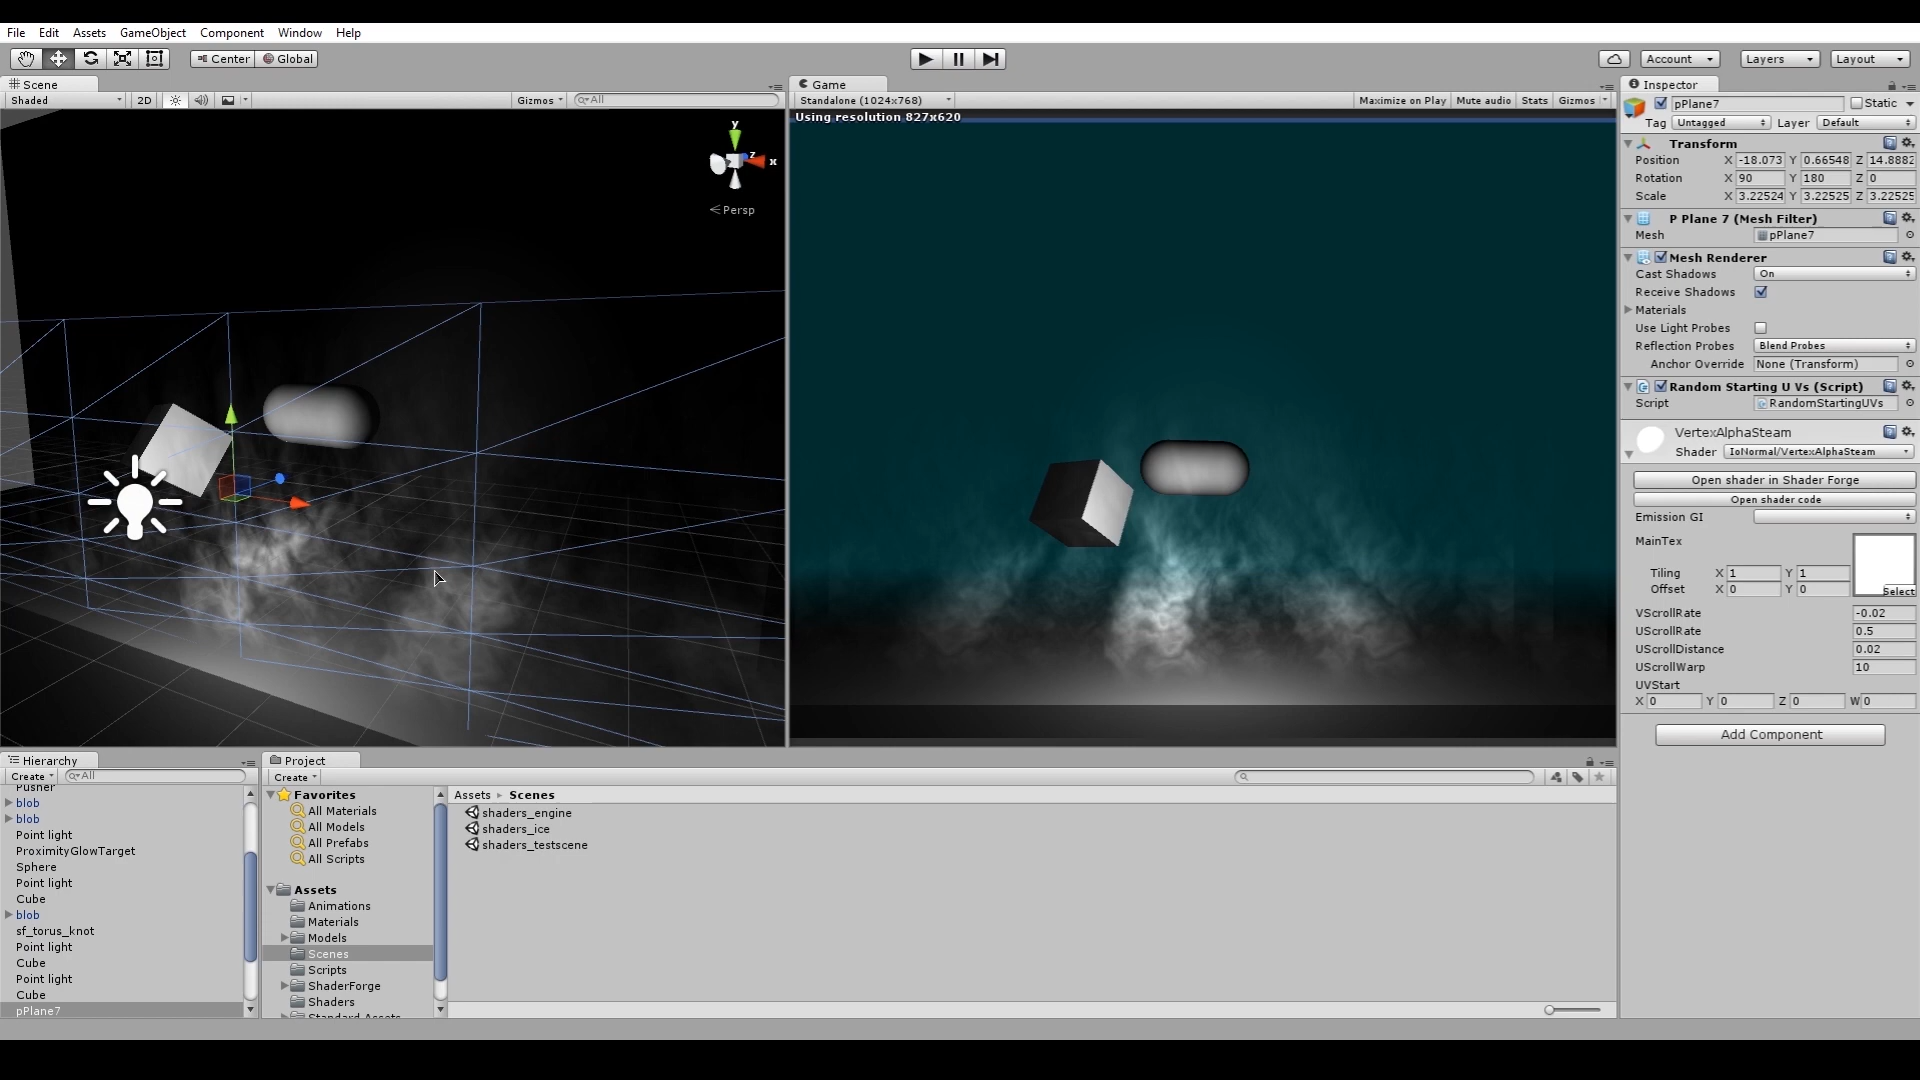 File Edit Assets GameObject Component Window Help
Center Global Account Layers Layout
Scene
Shaded 2D Gizmos All
y
z
x
Persp
Game
Standalone (1024x768) Maximize on Play Mute audio Stats Gizmos
Using resolution 827x620
Inspector
pPlane7 Static
Tag Untagged Layer Default
Transform
Position X -18.073 Y 0.66548 Z 14.8882
Rotation X 90 Y 180 Z 0
Scale X 3.22524 Y 3.22525 Z 3.22525
P Plane 7 (Mesh Filter)
Mesh pPlane7
Mesh Renderer
Cast Shadows On
Receive Shadows
Materials
Use Light Probes
Reflection Probes Blend Probes
Anchor Override None (Transform)
Random Starting U Vs (Script)
Script RandomStartingUVs
VertexAlphaSteam
Shader IoNormal/VertexAlphaSteam
Open shader in Shader Forge
Open shader code
Emission GI
MainTex
Tiling X 1 Y 1
Offset X 0 Y 0
Select
VScrollRate -0.02
UScrollRate 0.5
UScrollDistance 0.02
UScrollWarp 10
UVStart
X 0 Y 0 Z 0 W 0
Add Component
Hierarchy
Create All
Pusher
blob
blob
Point light
ProximityGlowTarget
Sphere
Point light
Cube
blob
sf_torus_knot
Point light
Cube
Point light
Cube
pPlane7
Project
Create
Favorites
All Materials
All Models
All Prefabs
All Scripts
Assets
Animations
Materials
Models
Scenes
Scripts
ShaderForge
Shaders
Standard Assets
Assets Scenes
shaders_engine
shaders_ice
shaders_testscene